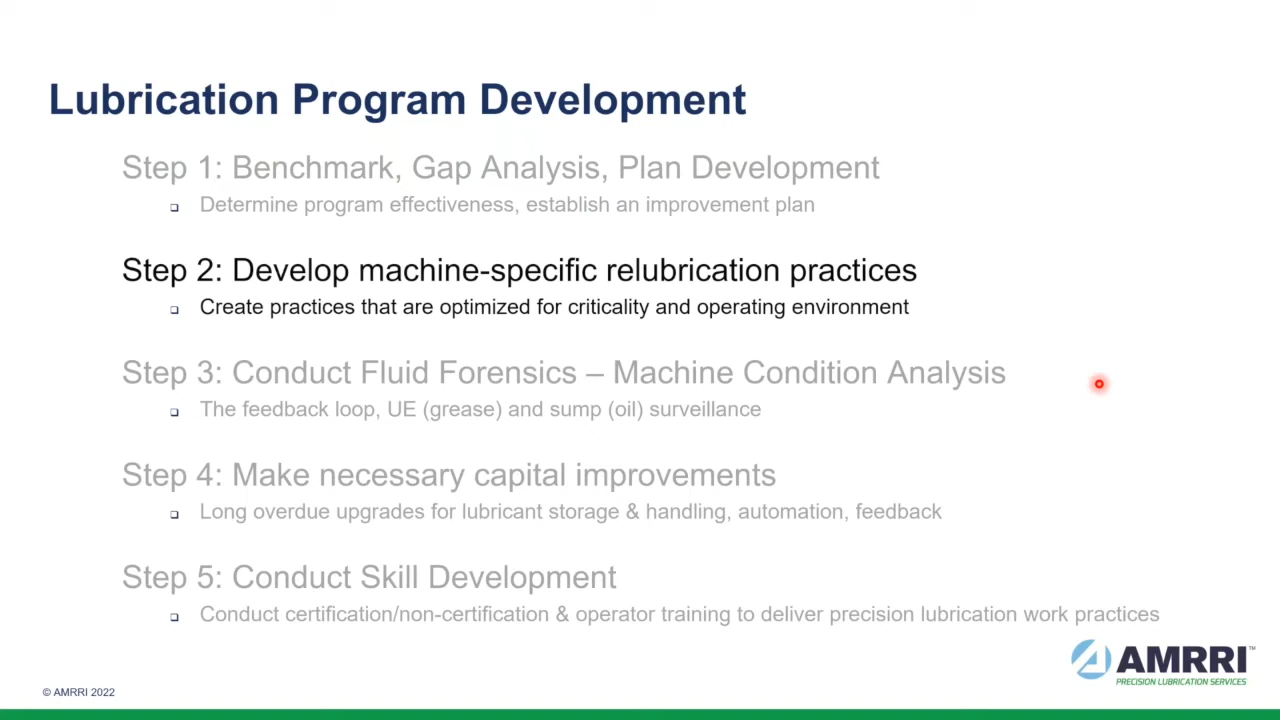 Lubrication Program Development
Step 1: Benchmark, Gap Analysis, Plan Development
Determine program effectiveness, establish an improvement plan
Step 2: Develop machine-specific relubrication practices
Create practices that are optimized for criticality and operating environment
Step 3: Conduct Fluid Forensics – Machine Condition Analysis
The feedback loop, UE (grease) and sump (oil) surveillance
Step 4: Make necessary capital improvements
Long overdue upgrades for lubricant storage & handling, automation, feedback
Step 5: Conduct Skill Development
Conduct certification/non-certification & operator training to deliver precision lubrication work practices
AMRRI™
PRECISION LUBRICATION SERVICES
© AMRRI 2022